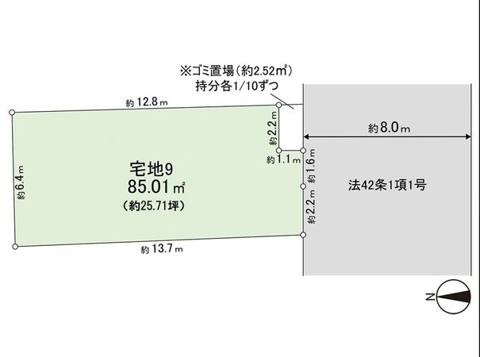 ※ゴミ置場(約2.52㎡)
持分各1/10ずつ
約12.8m
約2.2m
約8.0m
約1.1m
約1.6m
宅地9
85.01㎡
(約25.71坪)
約6.4m
法42条1項1号
約2.2m
約13.7m
N